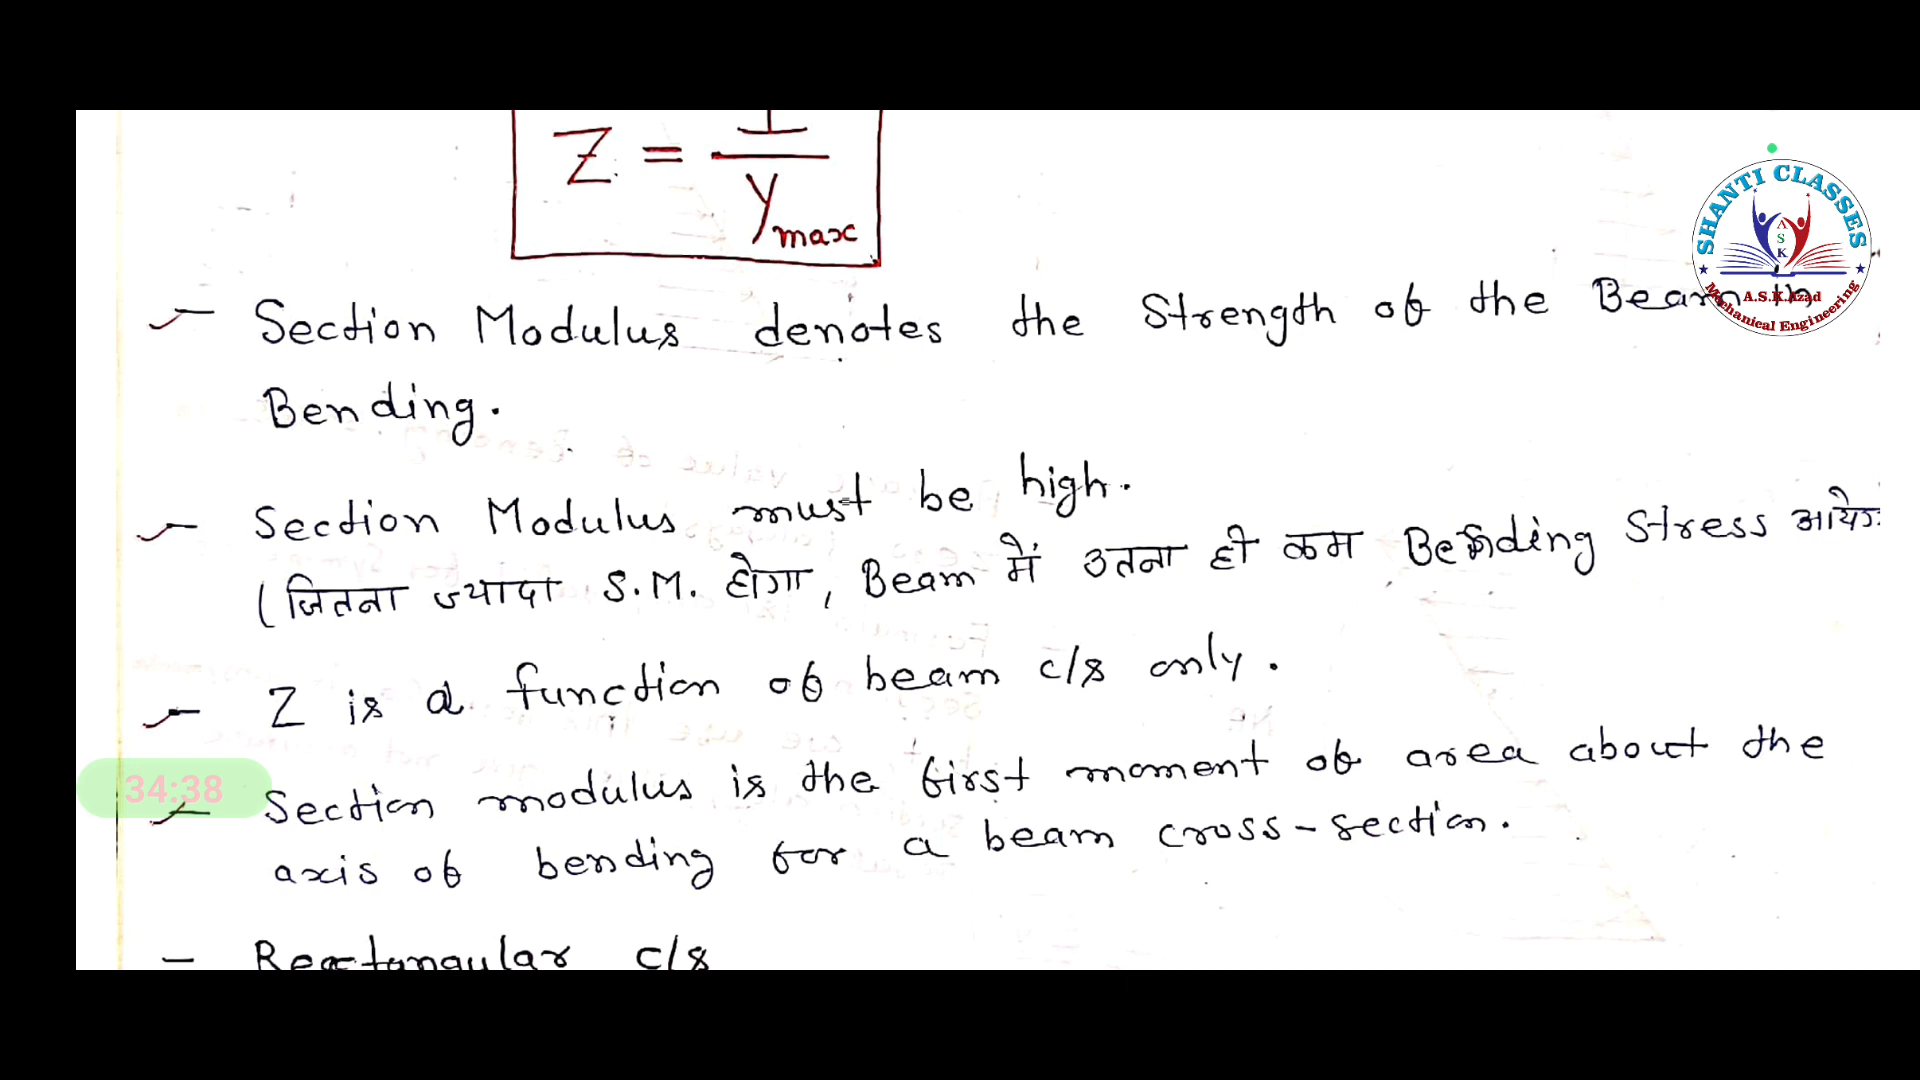 Z = I / ymax
SHANTI CLASSES
A S K
A.S.K.Azad
Mechanical Engineering
Section Modulus denotes the Strength of the Beam in
Bending.
Section Modulus must be high.
(जितना ज्यादा S.M. होगा, Beam में उतना ही कम Bending Stress
Z is a function of beam c/s only.
34:38
Section modulus is the first moment of area about the
axis of bending for a beam cross-section.
- Rectangular c/s